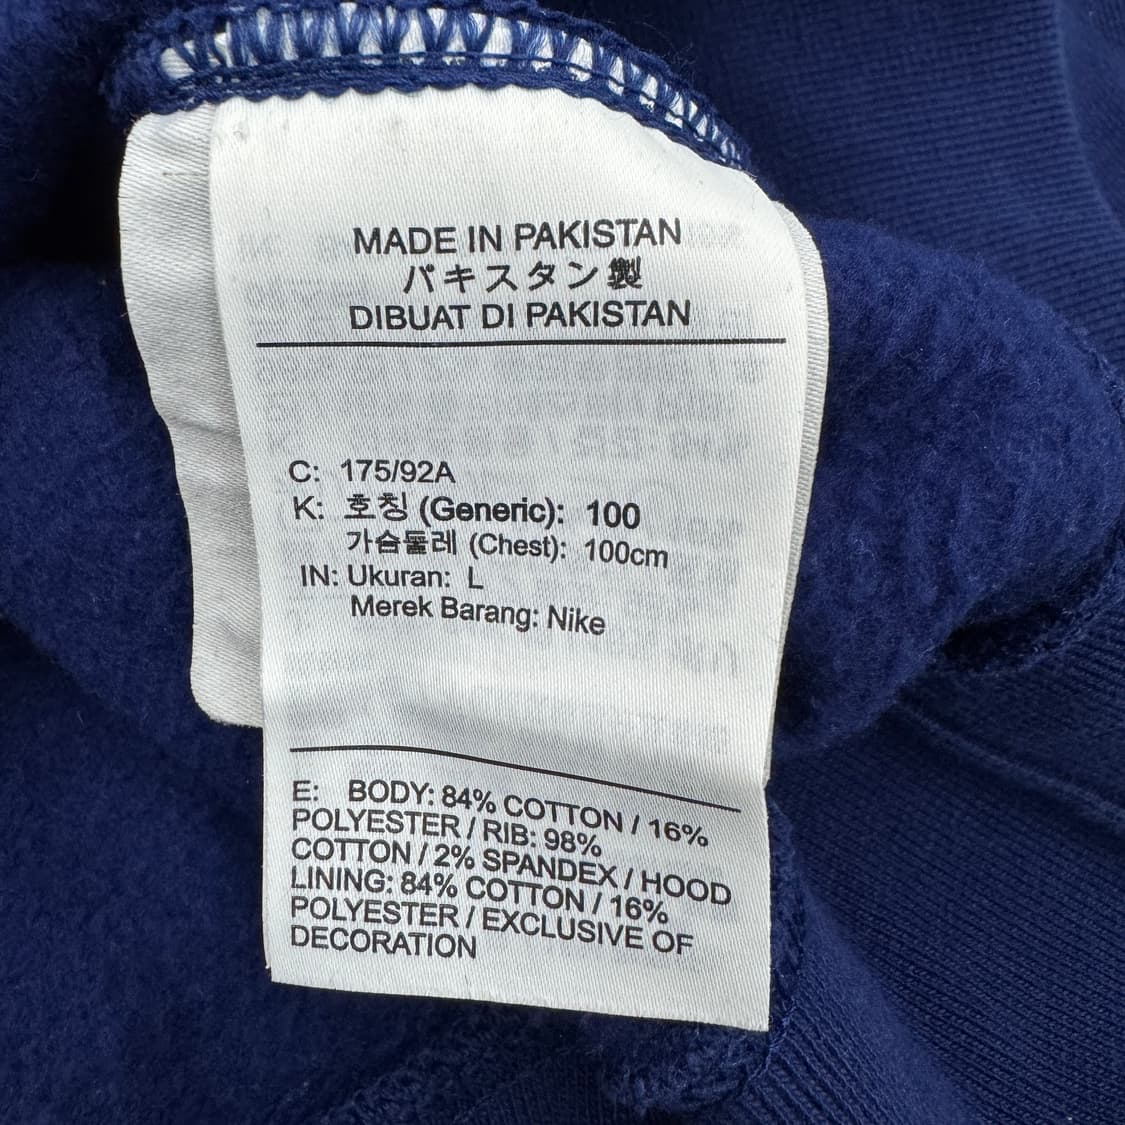 MADE IN PAKISTAN
パキスタン製
DIBUAT DI PAKISTAN
C: 175/92A
K: 호칭 (Generic): 100
가슴둘레 (Chest): 100cm
IN: Ukuran: L
Merek Barang: Nike
E: BODY: 84% COTTON / 16%
POLYESTER / RIB: 98%
COTTON / 2% SPANDEX / HOOD
LINING: 84% COTTON / 16%
POLYESTER / EXCLUSIVE OF
DECORATION